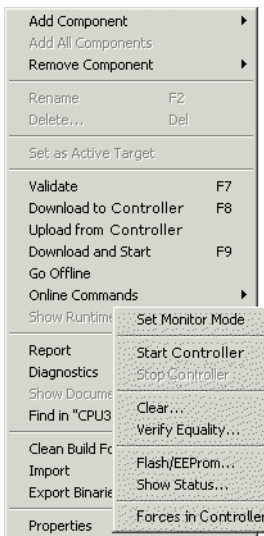 Add Component
Add All Components
Remove Component
Rename F2
Delete... Del
Set as Active Target
Validate F7
Download to Controller F8
Upload from Controller
Download and Start F9
Go Offline
Online Commands
Show Runtime
Report
Diagnostics
Show
Find in "CPU3
Clean Build
Import
Export
Properties
Set Monitor Mode
Start Controller
Stop Controller
Clear...
Verify Equality...
Flash/EEProm...
Show Status...
Forces in Controller